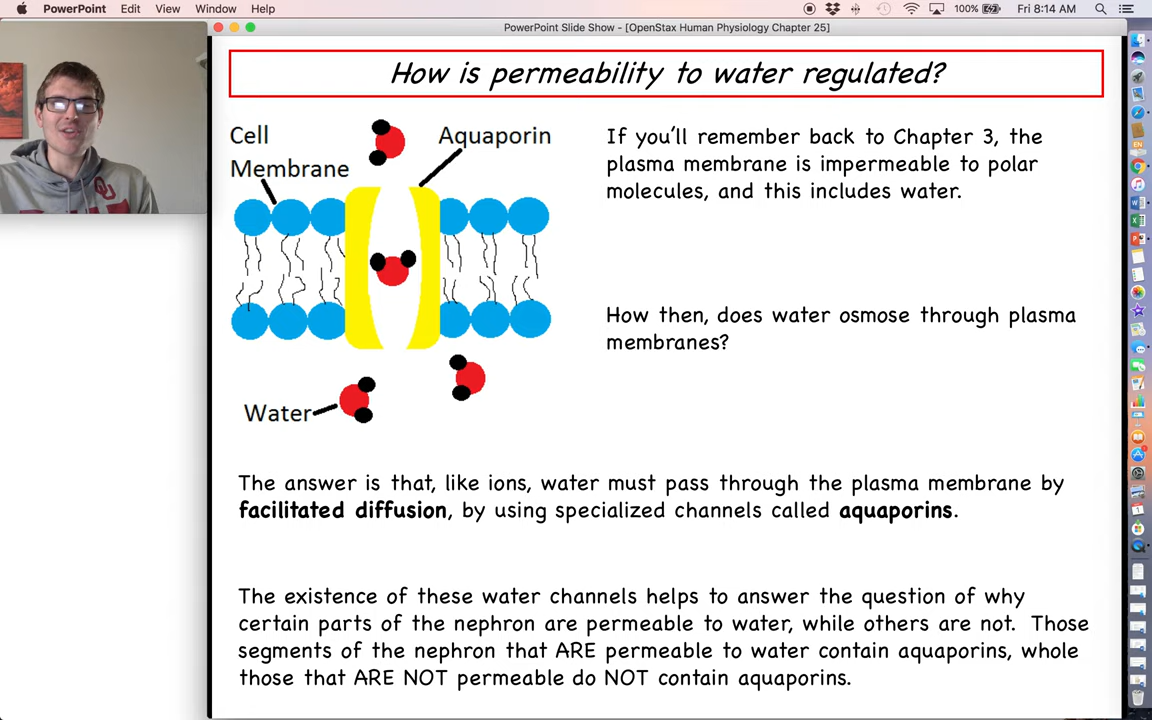 PowerPoint Edit View Window Help
100% Fri 8:14 AM
PowerPoint Slide Show - [OpenStax Human Physiology Chapter 25]
How is permeability to water regulated?
Cell
Membrane
Aquaporin
If you'll remember back to Chapter 3, the
plasma membrane is impermeable to polar
molecules, and this includes water.
How then, does water osmose through plasma
membranes?
Water
The answer is that, like ions, water must pass through the plasma membrane by
facilitated diffusion, by using specialized channels called aquaporins.
The existence of these water channels helps to answer the question of why
certain parts of the nephron are permeable to water, while others are not. Those
segments of the nephron that ARE permeable to water contain aquaporins, whole
those that ARE NOT permeable do NOT contain aquaporins.